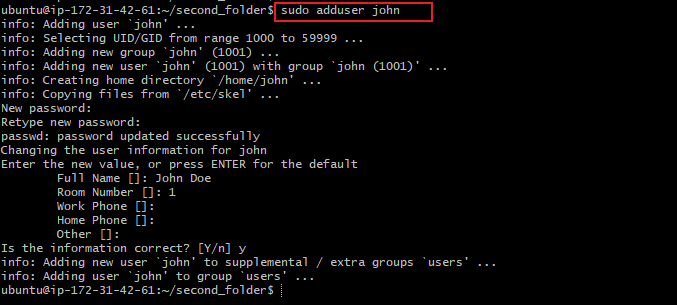 ubuntu@ip-172-31-42-61:~/second_folder$ sudo adduser john
info: Adding user `john' ...
info: Selecting UID/GID from range 1000 to 59999 ...
info: Adding new group `john' (1001) ...
info: Adding new user `john' (1001) with group `john (1001)' ...
info: Creating home directory `/home/john' ...
info: Copying files from `/etc/skel' ...
New password:
Retype new password:
passwd: password updated successfully
Changing the user information for john
Enter the new value, or press ENTER for the default
        Full Name []: John Doe
        Room Number []: 1
        Work Phone []:
        Home Phone []:
        Other []:
Is the information correct? [Y/n] y
info: Adding new user `john' to supplemental / extra groups `users' ...
info: Adding user `john' to group `users' ...
ubuntu@ip-172-31-42-61:~/second_folder$